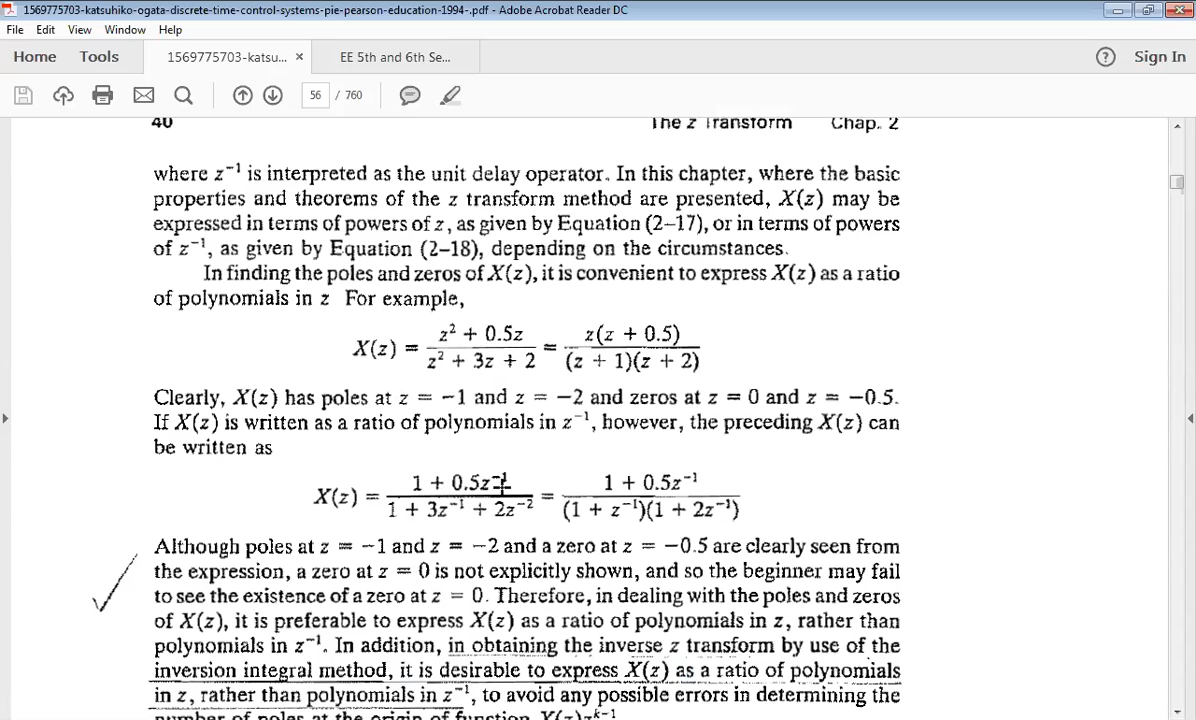 1569775703-katsuhiko-ogata-discrete-time-control-systems-pie-pearson-education-1994-.pdf - Adobe Acrobat Reader DC
File Edit View Window Help
Home Tools 1569775703-katsu... × EE 5th and 6th Se... ? Sign In
56 / 760
40 The z Transform Chap. 2
where z⁻¹ is interpreted as the unit delay operator. In this chapter, where the basic
properties and theorems of the z transform method are presented, X(z) may be
expressed in terms of powers of z, as given by Equation (2–17), or in terms of powers
of z⁻¹, as given by Equation (2–18), depending on the circumstances.
In finding the poles and zeros of X(z), it is convenient to express X(z) as a ratio
of polynomials in z For example,
X(z) = (z² + 0.5z)/(z² + 3z + 2) = z(z + 0.5)/((z + 1)(z + 2))
Clearly, X(z) has poles at z = −1 and z = −2 and zeros at z = 0 and z = −0.5.
If X(z) is written as a ratio of polynomials in z⁻¹, however, the preceding X(z) can
be written as
X(z) = (1 + 0.5z⁻¹)/(1 + 3z⁻¹ + 2z⁻²) = (1 + 0.5z⁻¹)/((1 + z⁻¹)(1 + 2z⁻¹))
Although poles at z = −1 and z = −2 and a zero at z = −0.5 are clearly seen from
the expression, a zero at z = 0 is not explicitly shown, and so the beginner may fail
to see the existence of a zero at z = 0. Therefore, in dealing with the poles and zeros
of X(z), it is preferable to express X(z) as a ratio of polynomials in z, rather than
polynomials in z⁻¹. In addition, in obtaining the inverse z transform by use of the
inversion integral method, it is desirable to express X(z) as a ratio of polynomials
in z, rather than polynomials in z⁻¹, to avoid any possible errors in determining the
number of poles at the origin of function X(z)zᵏ⁻¹